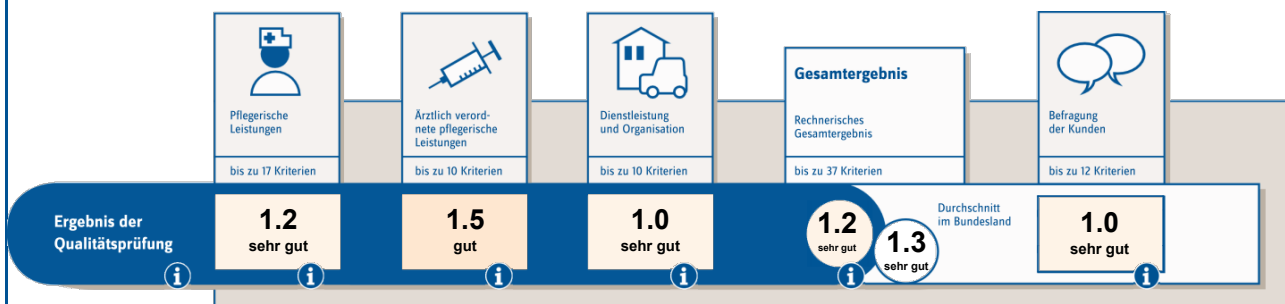 Pflegerische
Leistungen
bis zu 17 Kriterien
Ärztlich verord-
nete pflegerische
Leistungen
bis zu 10 Kriterien
Dienstleistung
und Organisation
bis zu 10 Kriterien
Gesamtergebnis
Rechnerisches
Gesamtergebnis
bis zu 37 Kriterien
Befragung
der Kunden
bis zu 12 Kriterien
Ergebnis der
Qualitätsprüfung
i
1.2
sehr gut
i
1.5
gut
i
1.0
sehr gut
i
1.2
sehr gut
i
1.3
sehr gut
Durchschnitt
im Bundesland
1.0
sehr gut
i